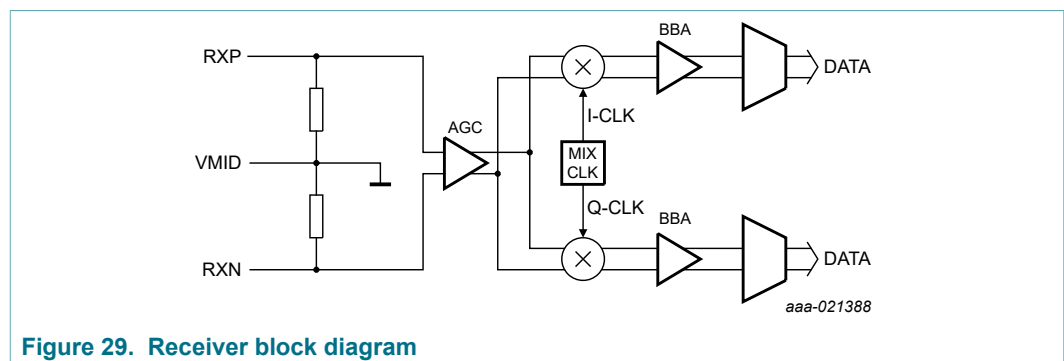 RXP
VMID
RXN
AGC
BBA
DATA
I-CLK
MIX
CLK
Q-CLK
BBA
DATA
aaa-021388
Figure 29. Receiver block diagram